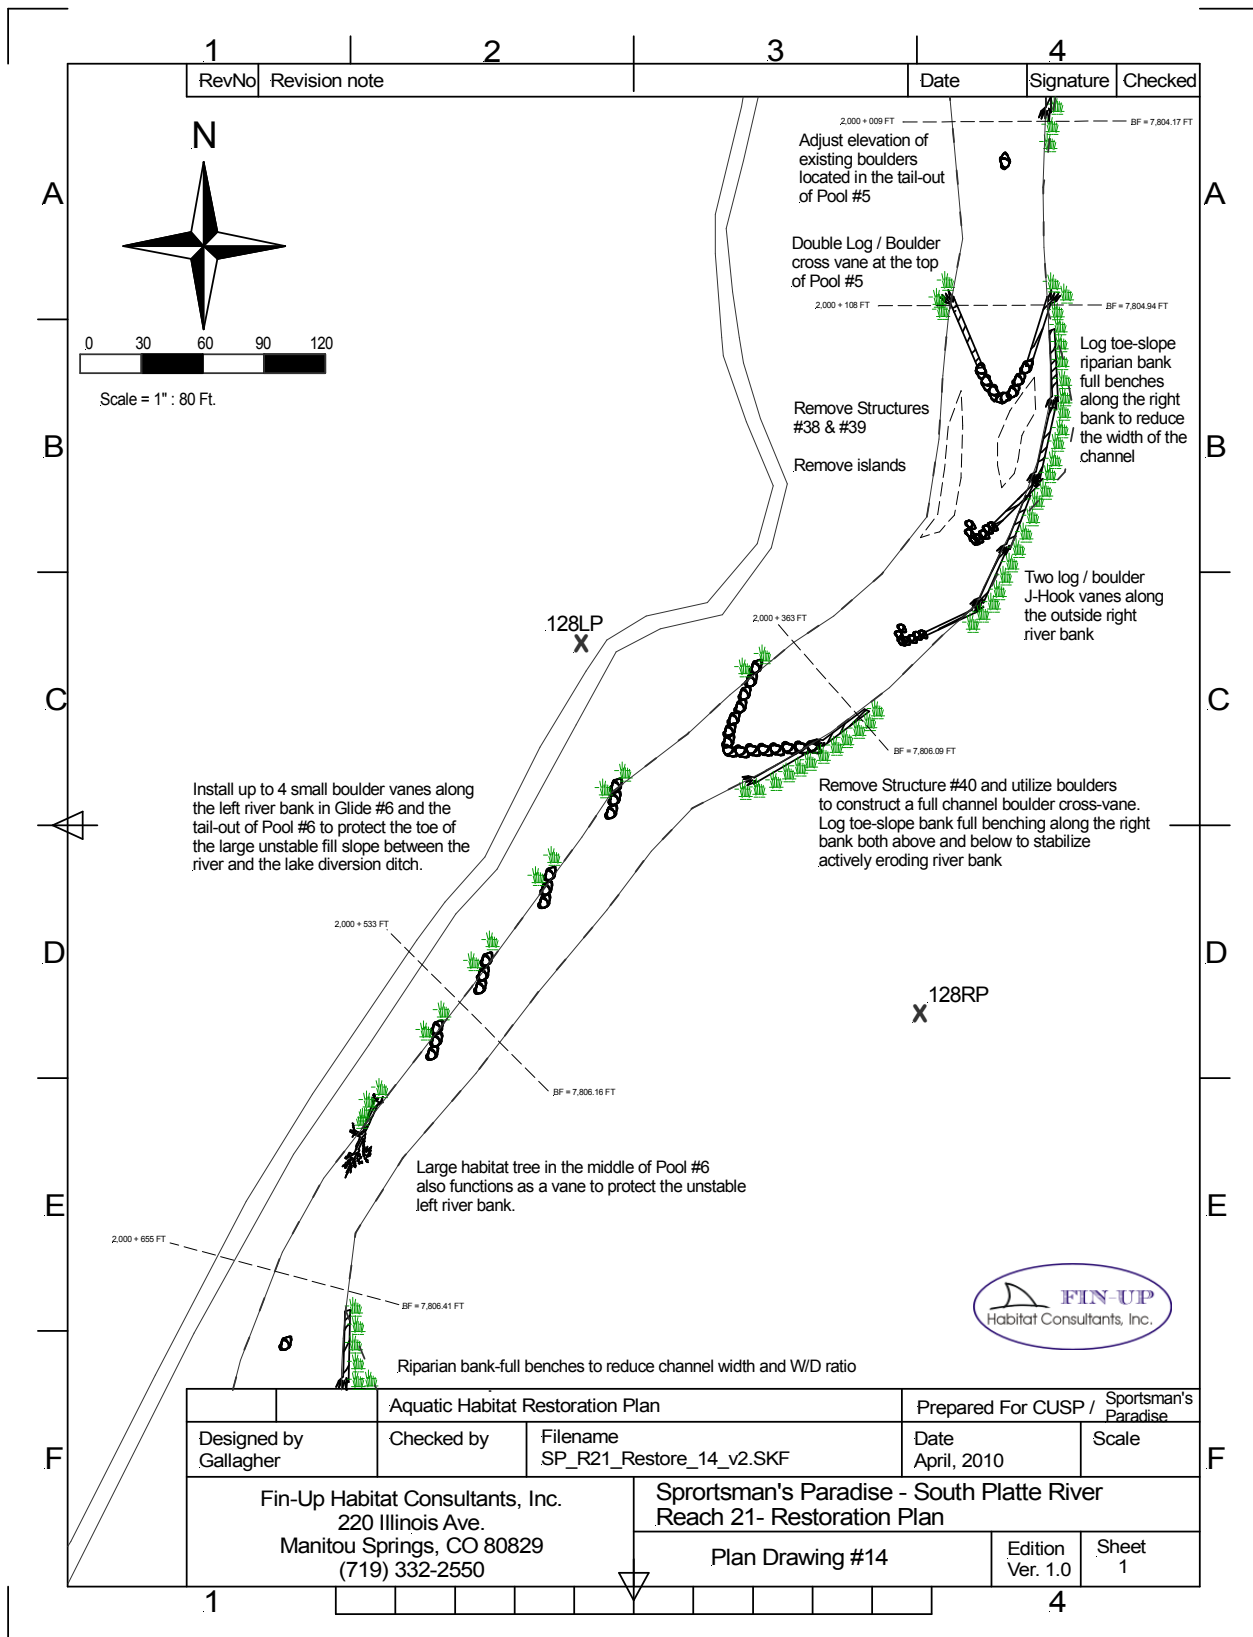 1 2 3 4
RevNo Revision note Date Signature Checked
N
A
A
2,000 + 009 FT
BF = 7,804.17 FT
Adjust elevation of
existing boulders
located in the tail-out
of Pool #5
Double Log / Boulder
cross vane at the top
of Pool #5
2,000 + 108 FT
BF = 7,804.94 FT
0 30 60 90 120
Scale = 1" : 80 Ft.
Log toe-slope
riparian bank
full benches
along the right
bank to reduce
the width of the
channel
B
B
Remove Structures
#38 & #39
Remove islands
Two log / boulder
J-Hook vanes along
the outside right
river bank
128LP
X
2,000 + 363 FT
C
C
BF = 7,806.09 FT
Install up to 4 small boulder vanes along
the left river bank in Glide #6 and the
tail-out of Pool #6 to protect the toe of
the large unstable fill slope between the
river and the lake diversion ditch.
Remove Structure #40 and utilize boulders
to construct a full channel boulder cross-vane.
Log toe-slope bank full benching along the right
bank both above and below to stabilize
actively eroding river bank
2,000 + 533 FT
D
D
128RP
X
BF = 7,806.16 FT
Large habitat tree in the middle of Pool #6
also functions as a vane to protect the unstable
left river bank.
E
E
2,000 + 655 FT
BF = 7,806.41 FT
FIN-UP
Habitat Consultants, Inc.
Riparian bank-full benches to reduce channel width and W/D ratio
Aquatic Habitat Restoration Plan
Prepared For CUSP / Sportsman's
Paradise
Designed by
Gallagher
Checked by
Filename
SP_R21_Restore_14_v2.SKF
Date
April, 2010
Scale
F
F
Fin-Up Habitat Consultants, Inc.
220 Illinois Ave.
Manitou Springs, CO 80829
(719) 332-2550
Sprortsman's Paradise - South Platte River
Reach 21- Restoration Plan
Plan Drawing #14
Edition
Ver. 1.0
Sheet
1
1 4